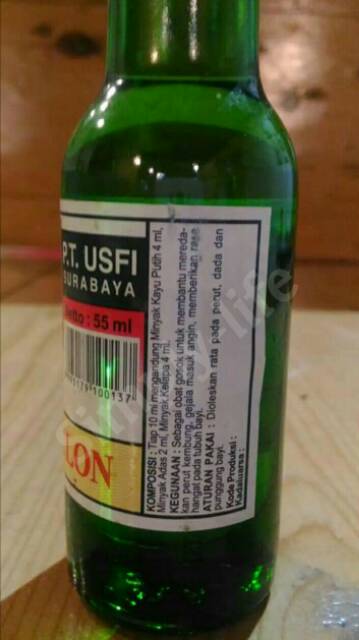 P.T. USFI
SURABAYA
etto : 55 ml
179100137
LON
KOMPOSISI : Tiap 10 ml mengandung Minyak Kayu Putih 4 ml,
Minyak Adas 2 ml, Minyak Kelapa 4 ml.
KEGUNAAN : Sebagai obat gosok untuk membantu mereda-
kan perut kembung, gejala masuk angin, memberikan rasa
hangat pada tubuh bayi.
ATURAN PAKAI : Dioleskan rata pada perut, dada dan
punggung bayi.
Kode Produksi :
Kadaluarsa :